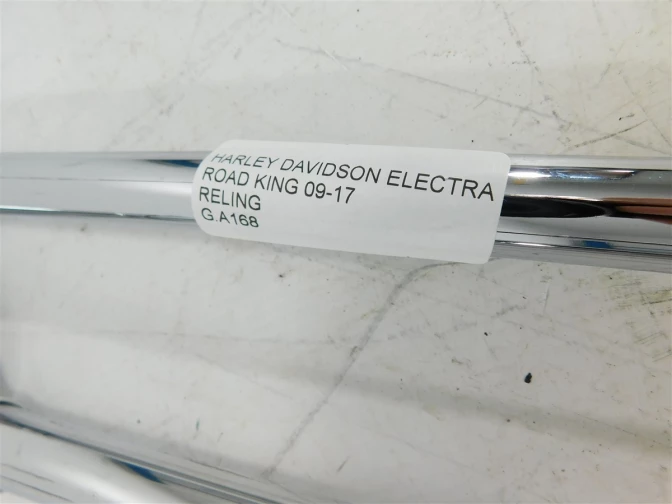 HARLEY DAVIDSON ELECTRA
ROAD KING 09-17
RELING
G.A168